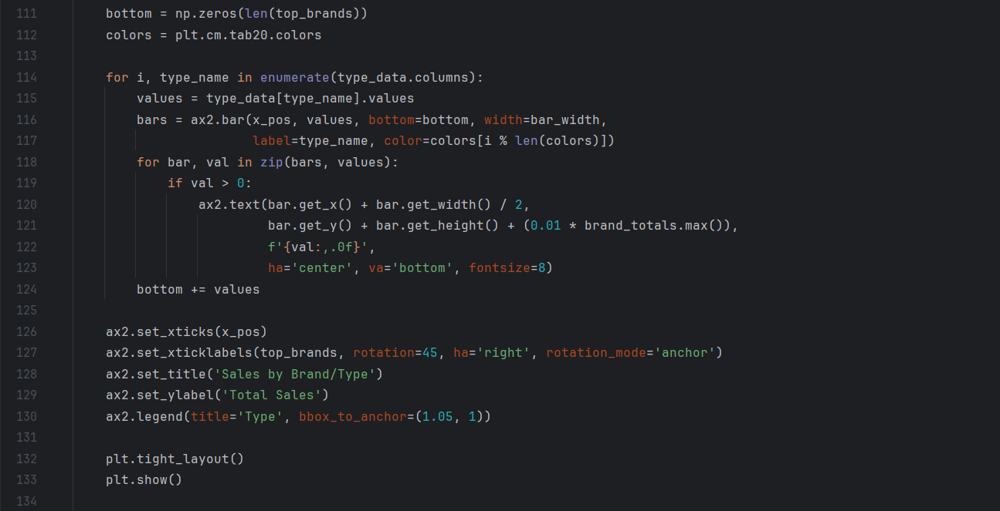 111 bottom = np.zeros(len(top_brands))
112 colors = plt.cm.tab20.colors
113
114 for i, type_name in enumerate(type_data.columns):
115     values = type_data[type_name].values
116     bars = ax2.bar(x_pos, values, bottom=bottom, width=bar_width,
117                    label=type_name, color=colors[i % len(colors)])
118     for bar, val in zip(bars, values):
119         if val > 0:
120             ax2.text(bar.get_x() + bar.get_width() / 2,
121                      bar.get_y() + bar.get_height() + (0.01 * brand_totals.max()),
122                      f'{val:,.0f}',
123                      ha='center', va='bottom', fontsize=8)
124     bottom += values
125
126 ax2.set_xticks(x_pos)
127 ax2.set_xticklabels(top_brands, rotation=45, ha='right', rotation_mode='anchor')
128 ax2.set_title('Sales by Brand/Type')
129 ax2.set_ylabel('Total Sales')
130 ax2.legend(title='Type', bbox_to_anchor=(1.05, 1))
131
132 plt.tight_layout()
133 plt.show()
134